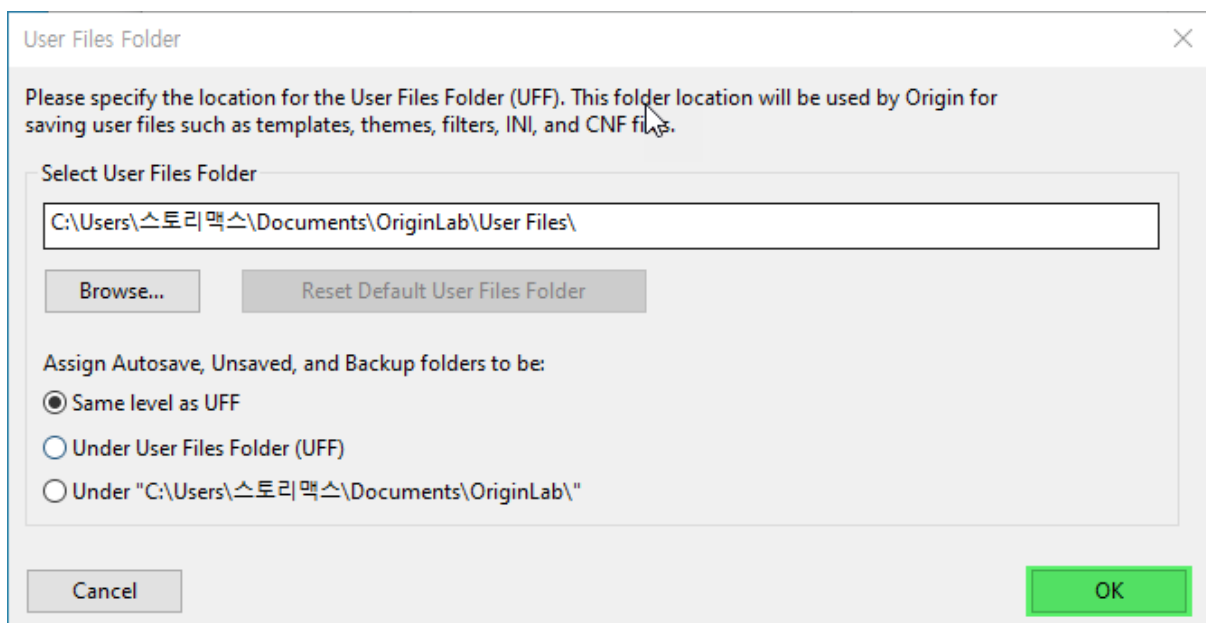 User Files Folder
Please specify the location for the User Files Folder (UFF). This folder location will be used by Origin for
saving user files such as templates, themes, filters, INI, and CNF files.
Select User Files Folder
C:\Users\스토리맥스\Documents\OriginLab\User Files\
Browse...
Reset Default User Files Folder
Assign Autosave, Unsaved, and Backup folders to be:
Same level as UFF
Under User Files Folder (UFF)
Under "C:\Users\스토리맥스\Documents\OriginLab\"
Cancel
OK